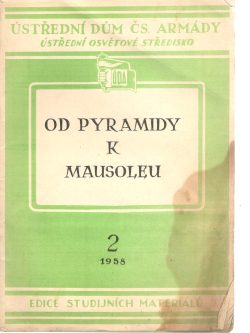 ÚSTŘEDNÍ DŮM ČS. ARMÁDY
ÚSTŘEDNÍ OSVĚTOVÉ STŘEDISKO
ÚDA
OD PYRAMIDY
K
MAUSOLEU
2
1958
EDICE STUDIJNÍCH MATERIÁLŮ